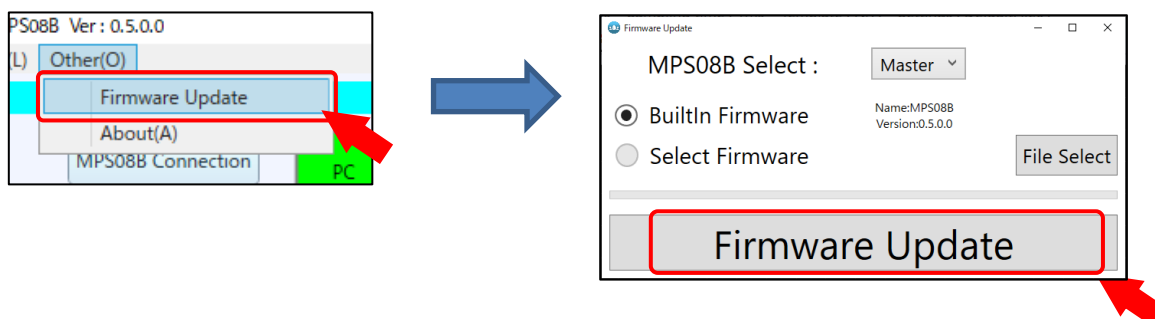 PS08B Ver : 0.5.0.0
(L) Other(O)
Firmware Update
About(A)
MPS08B Connection
PC
Firmware Update
MPS08B Select :
Master
BuiltIn Firmware
Name:MPS08B
Version:0.5.0.0
Select Firmware
File Select
Firmware Update